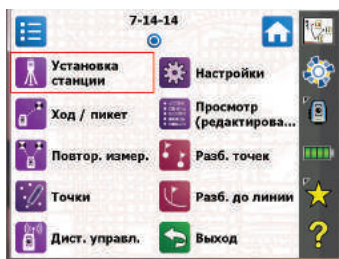 7-14-14
Установка
станции
Настройки
Ход / пикет
Просмотр
(редактирова...
Повтор. измер.
Разб. точек
Точки
Разб. до линии
Дист. управл.
Выход